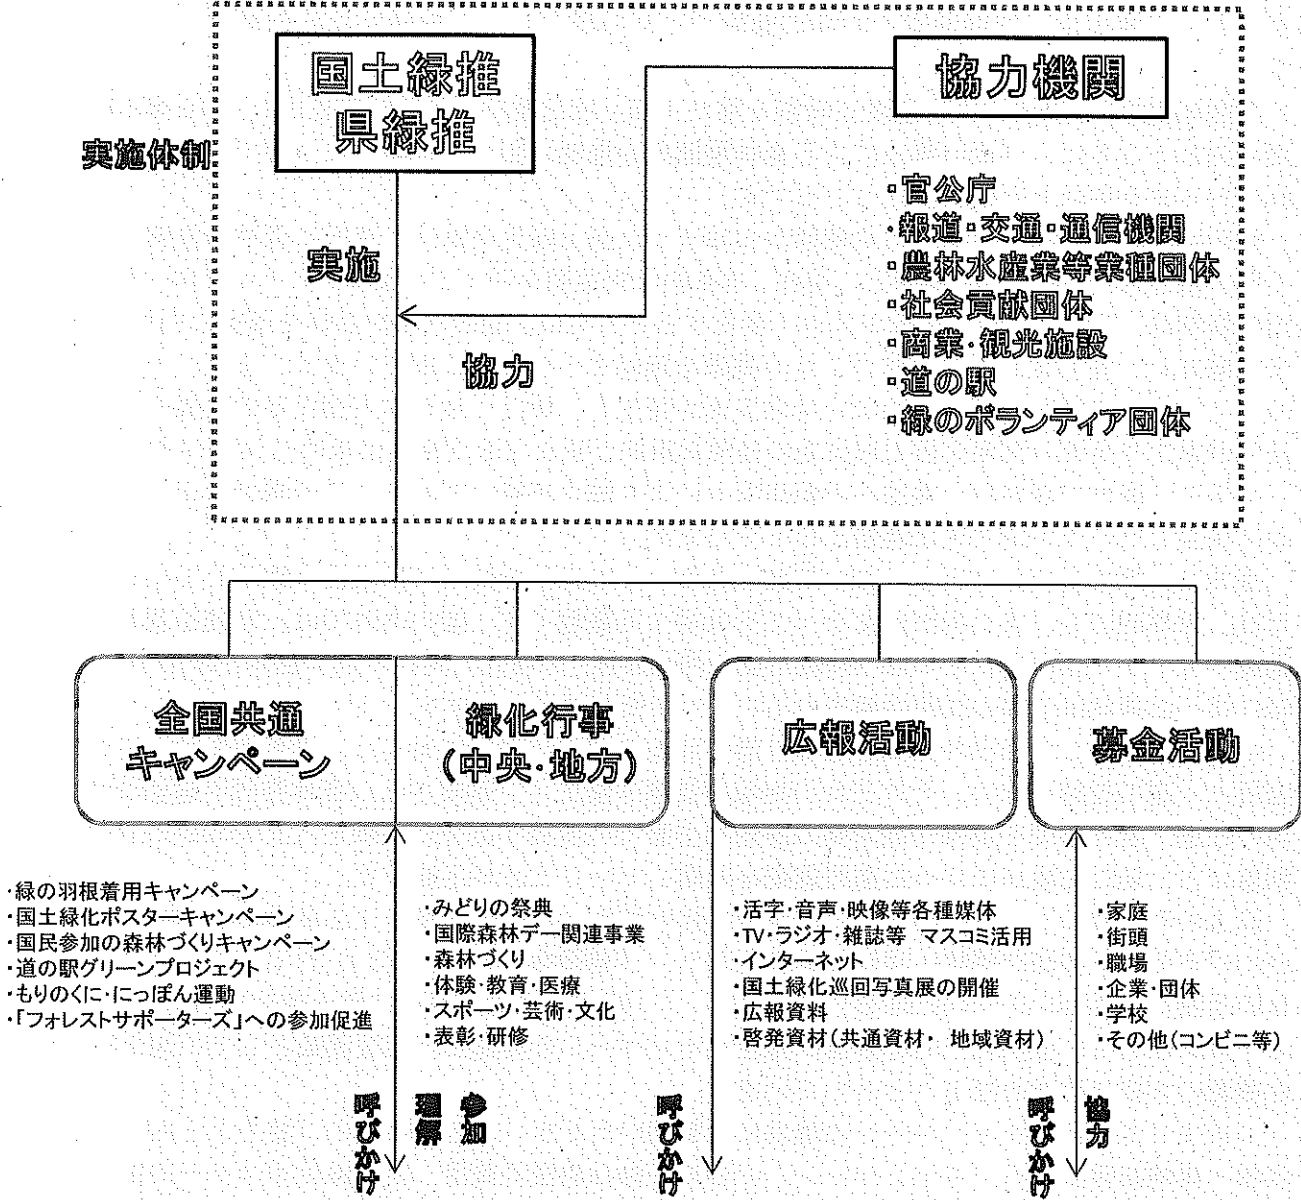 国土緑推
県緑推
協力機関
実施体制
・官公庁
・報道・交通・通信機関
・農林水産業等業種団体
・社会貢献団体
・商業・観光施設
・道の駅
・緑のボランティア団体
実施
協力
全国共通
キャンペーン
緑化行事
(中央・地方)
広報活動
募金活動
・緑の羽根着用キャンペーン
・国土緑化ポスターキャンペーン
・国民参加の森林づくりキャンペーン
・道の駅グリーンプロジェクト
・もりのくに・にっぽん運動
・「フォレストサポーターズ」への参加促進
・みどりの祭典
・国際森林デー関連事業
・森林づくり
・体験・教育・医療
・スポーツ・芸術・文化
・表彰・研修
・活字・音声・映像等各種媒体
・TV・ラジオ・雑誌等 マスコミ活用
・インターネット
・国土緑化巡回写真展の開催
・広報資料
・啓発資材(共通資材・ 地域資材)
・家庭
・街頭
・職場
・企業・団体
・学校
・その他(コンビニ等)
呼びかけ
理解
参加
呼びかけ
呼びかけ
協力